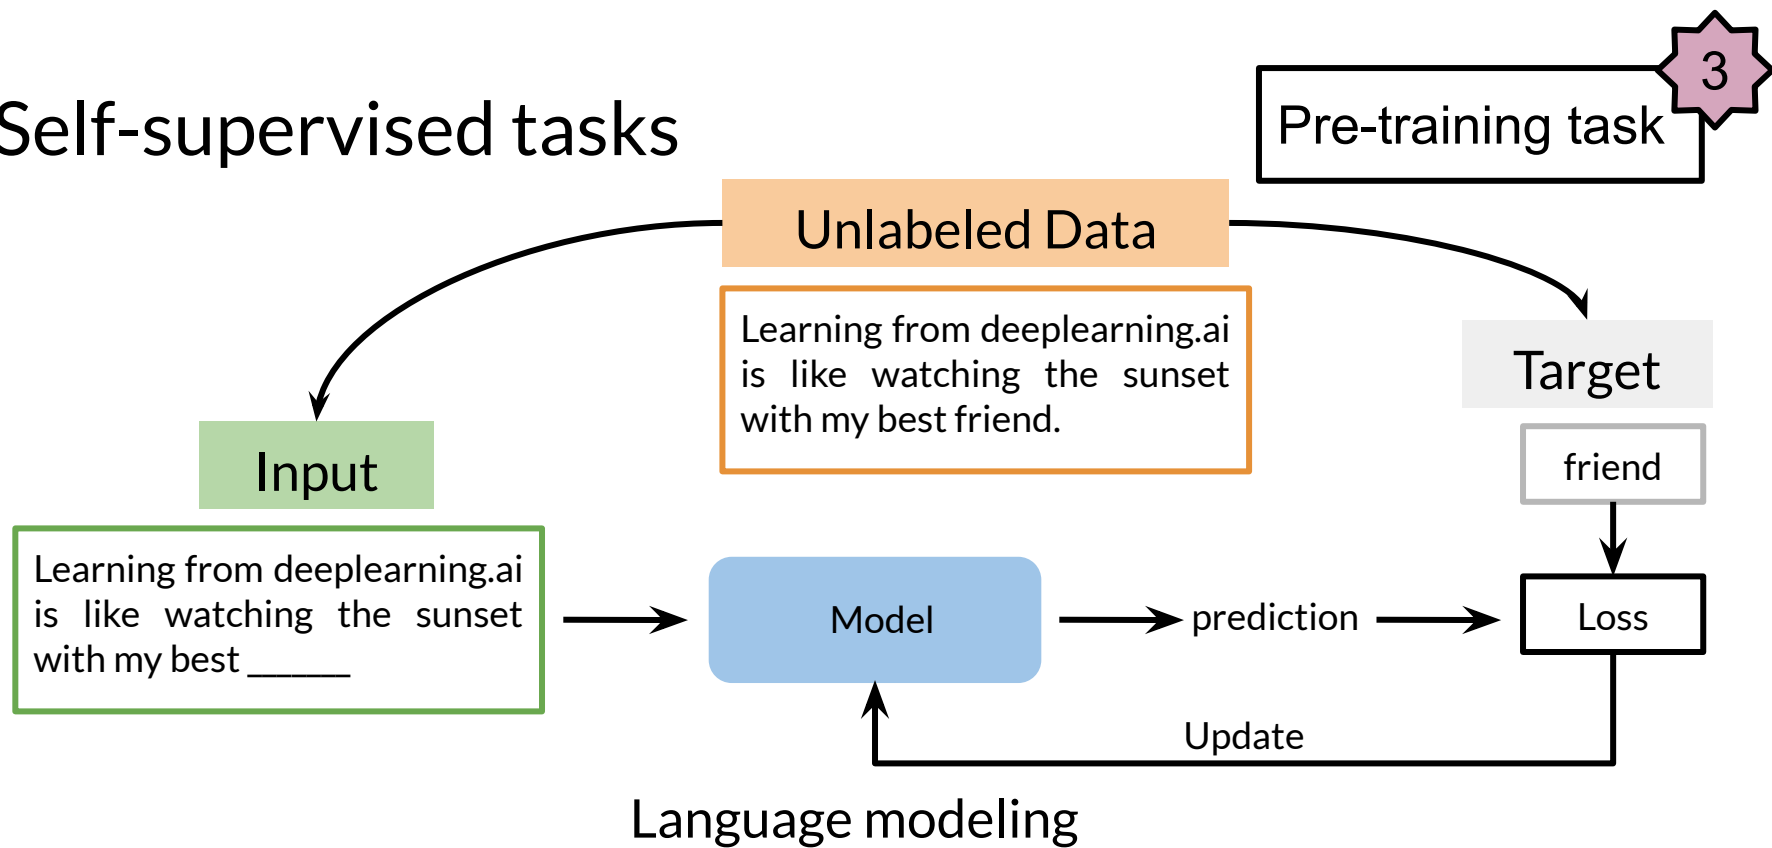 3
Self-supervised tasks
Pre-training task
Unlabeled Data
Learning from deeplearning.ai
is like watching the sunset
with my best friend.
Target
friend
Input
Learning from deeplearning.ai
is like watching the sunset
with my best _______
Model
prediction
Loss
Update
Language modeling